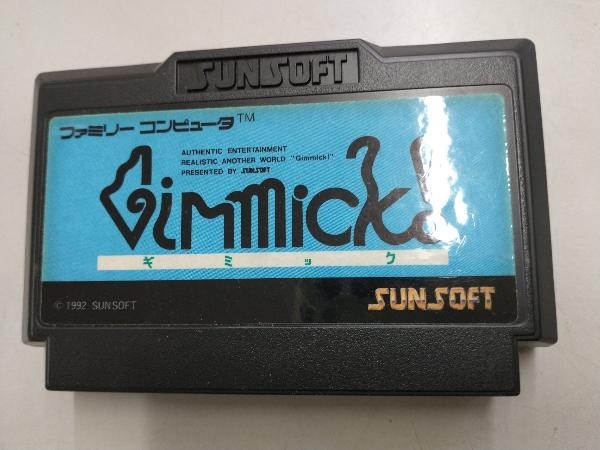 SUNSOFT
ファミリー コンピュータ™
AUTHENTIC ENTERTAINMENT
REALISTIC ANOTHER WORLD "Gimmick!"
PRESENTED BY SUNSOFT
Gimmick!
ギミック
© 1992 SUNSOFT
SUNSOFT